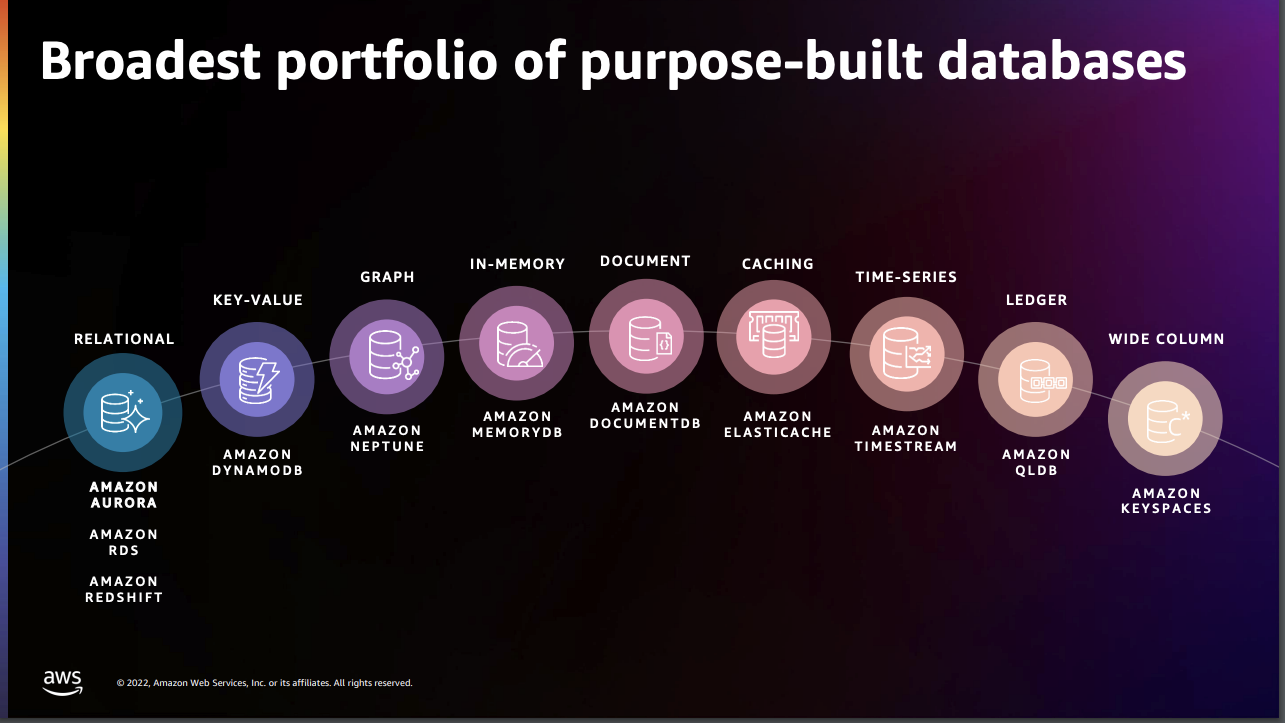 Broadest portfolio of purpose-built databases
RELATIONAL
AMAZON
AURORA
AMAZON
RDS
AMAZON
REDSHIFT
KEY-VALUE
AMAZON
DYNAMODB
GRAPH
AMAZON
NEPTUNE
IN-MEMORY
AMAZON
MEMORYDB
DOCUMENT
{}
AMAZON
DOCUMENTDB
CACHING
AMAZON
ELASTICACHE
TIME-SERIES
AMAZON
TIMESTREAM
LEDGER
AMAZON
QLDB
WIDE COLUMN
C*
AMAZON
KEYSPACES
aws
© 2022, Amazon Web Services, Inc. or its affiliates. All rights reserved.